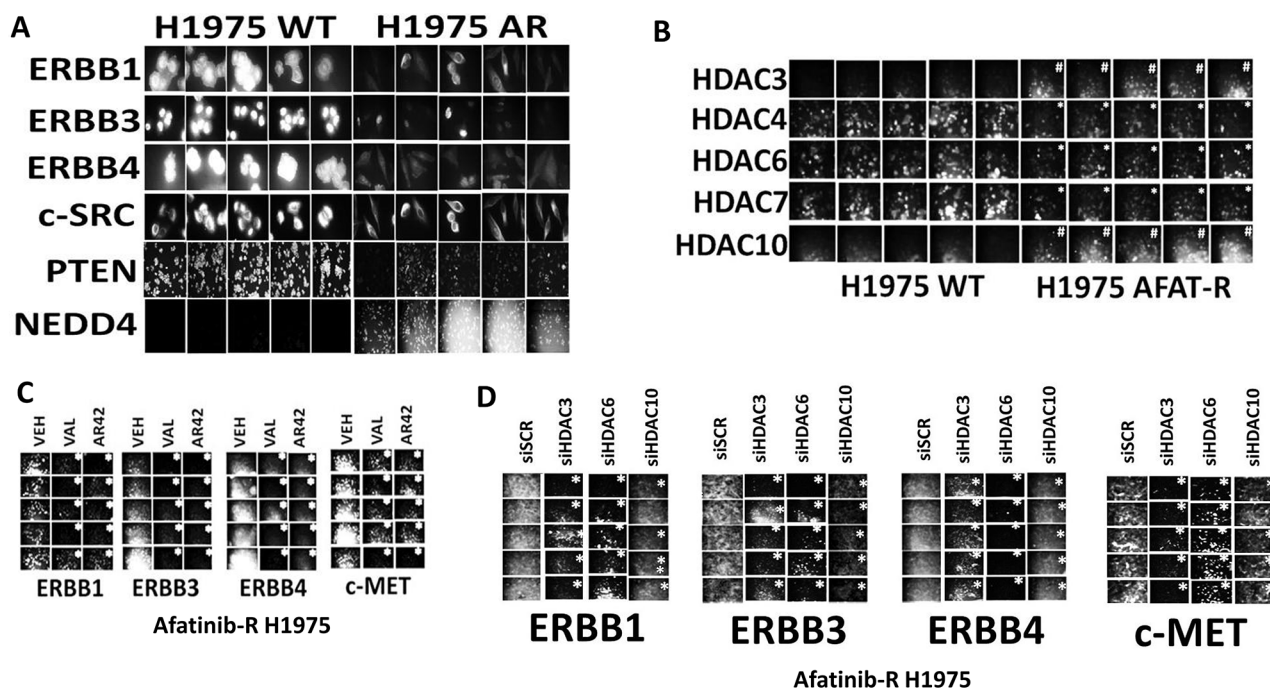 A
H1975 WT H1975 AR
ERBB1
ERBB3
ERBB4
c-SRC
PTEN
NEDD4
B
HDAC3 # # # # #
HDAC4 * * * * *
HDAC6 * * * * *
HDAC7 * * * * *
HDAC10 # # # # #
H1975 WT H1975 AFAT-R
C
VEH VAL AR42 VEH VAL AR42 VEH VAL AR42 VEH VAL AR42
* * * * * * * *
* * * * * * * *
* * * * * * * *
* * * * * * * *
* * * * * * * *
ERBB1 ERBB3 ERBB4 c-MET
Afatinib-R H1975
D
siSCR siHDAC3 siHDAC6 siHDAC10 siSCR siHDAC3 siHDAC6 siHDAC10 siSCR siHDAC3 siHDAC6 siHDAC10 siSCR siHDAC3 siHDAC6 siHDAC10
* * * * * * * * * * * *
* * * * * * * * * * * *
* * * * * * * * * * * *
* * * * * * * * * * * *
* * * * * * * * * * * *
ERBB1 ERBB3 ERBB4 c-MET
Afatinib-R H1975